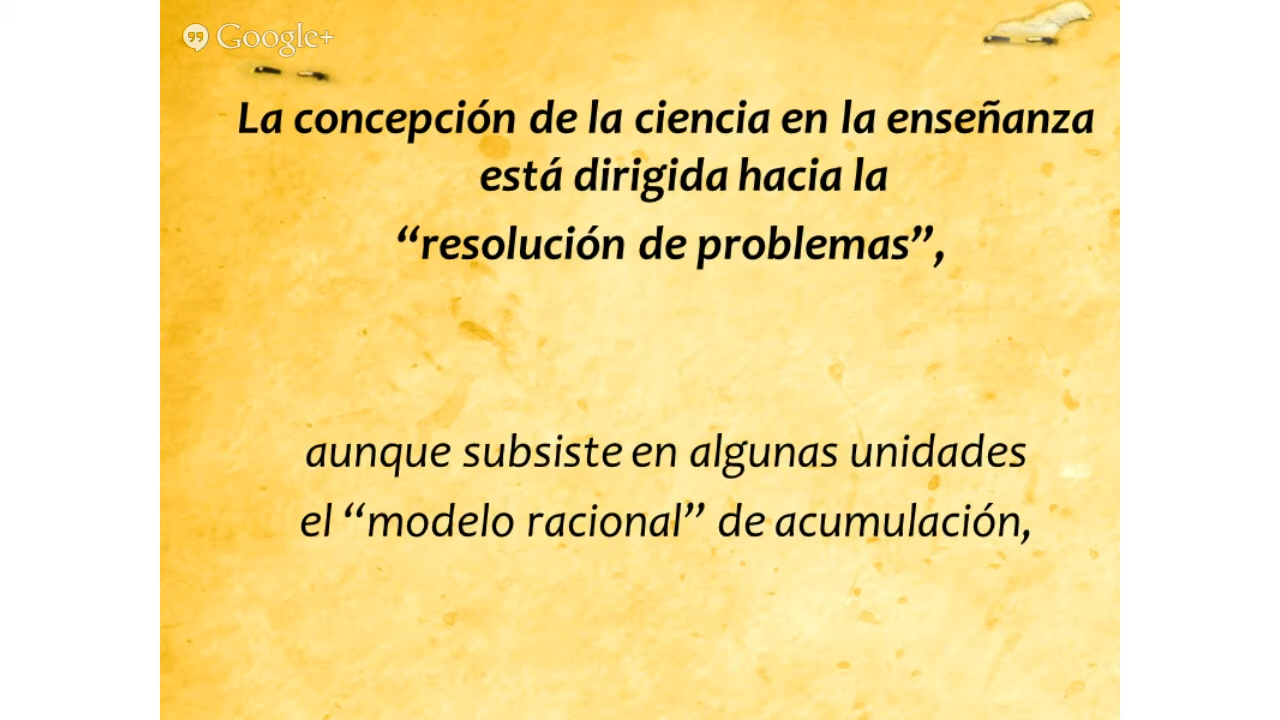 Google+
La concepción de la ciencia en la enseñanza
está dirigida hacia la
“resolución de problemas”,
aunque subsiste en algunas unidades
el “modelo racional” de acumulación,